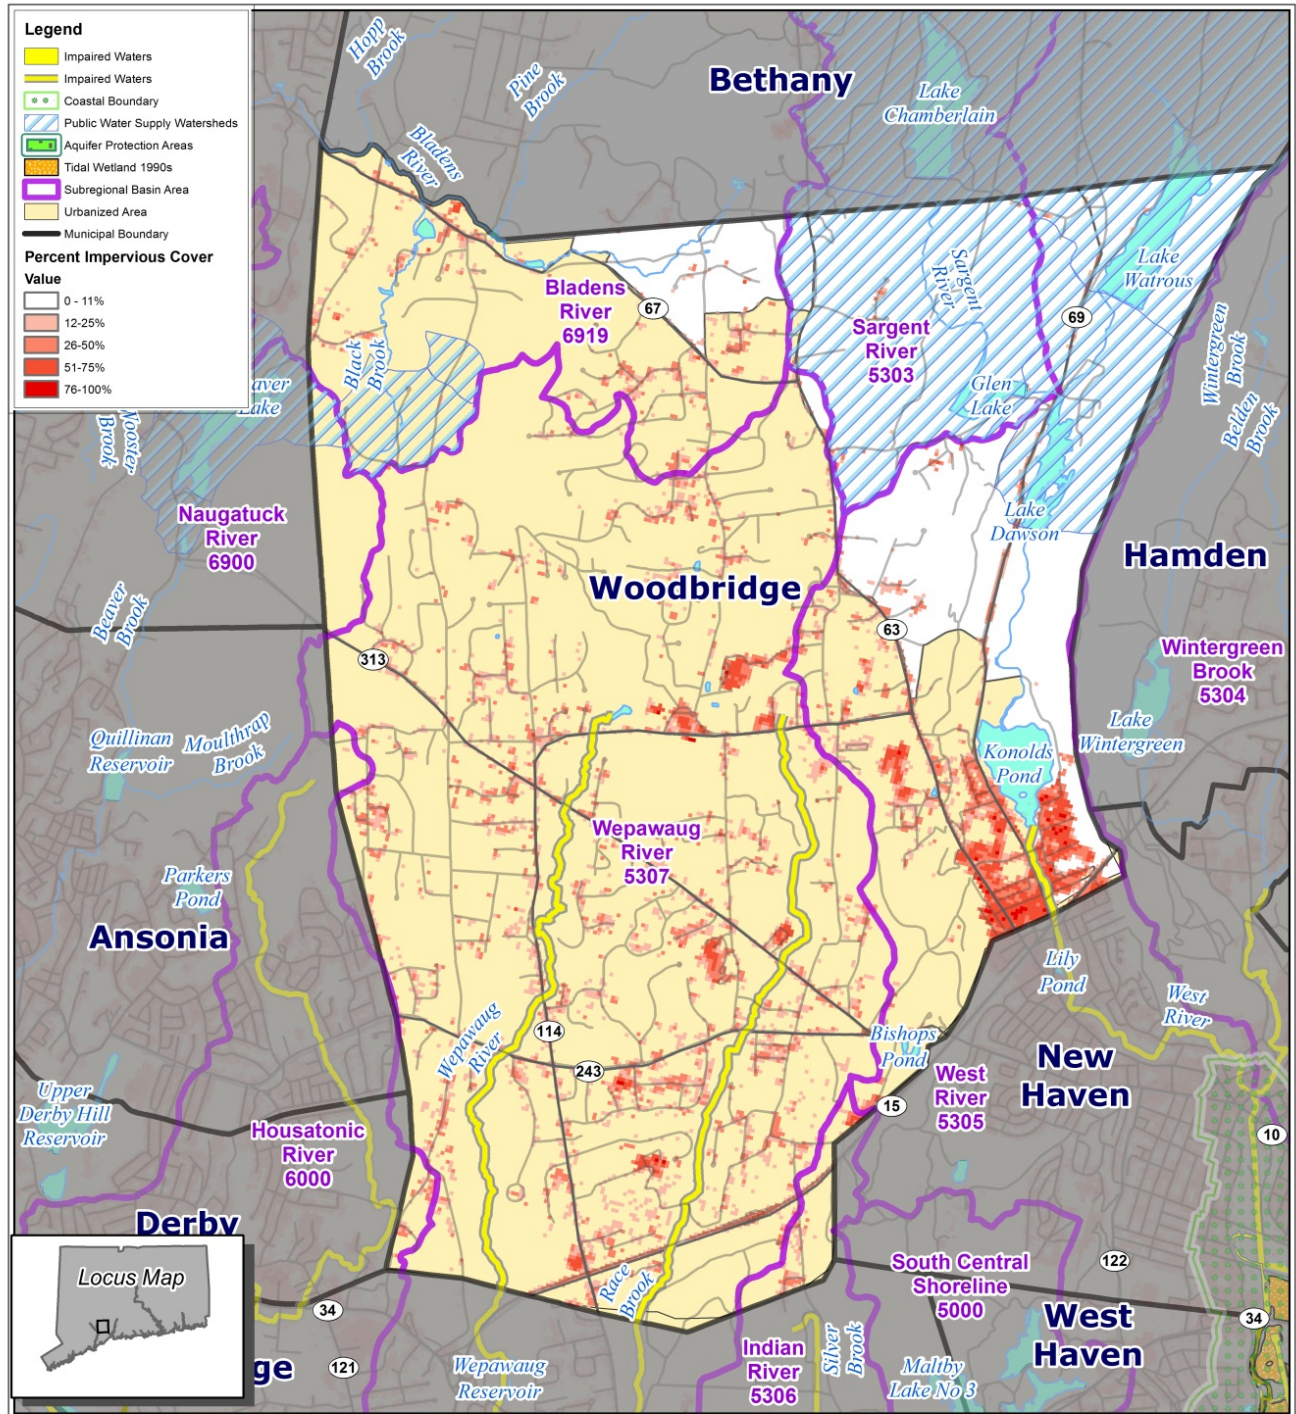 Legend
Impaired Waters
Impaired Waters
Coastal Boundary
Public Water Supply Watersheds
Aquifer Protection Areas
Tidal Wetland 1990s
Subregional Basin Area
Urbanized Area
Municipal Boundary
Percent Impervious Cover
Value
0 - 11%
12-25%
26-50%
51-75%
76-100%
Hopp
Brook
Pine
Brook
Bladens
River
Bethany
Lake
Chamberlain
Lake
Watrous
Sargent
River
69
Bladens
River
6919
67
Sargent
River
5303
Black
Brook
Glen
Lake
Wintergreen
Brook
Belden
Brook
aver
Lake
Nooster
Brook
Naugatuck
River
6900
Lake
Dawson
Hamden
Woodbridge
Beaver
Brook
63
313
Wintergreen
Brook
5304
Quillinan
Reservoir
Moulthrap
Brook
Lake
Wintergreen
Konolds
Pond
Wepawaug
River
5307
Parkers
Pond
Ansonia
Lily
Pond
West
River
Wepawaug
River
114
243
Bishops
Pond
New
Haven
West
River
5305
15
10
Upper
Derby Hill
Reservoir
Housatonic
River
6000
Derby
Locus Map
Race
Brook
South Central
Shoreline
5000
122
34
34
West
Haven
121
ge
Wepawaug
Reservoir
Indian
River
5306
Silver
Brook
Maltby
Lake No 3